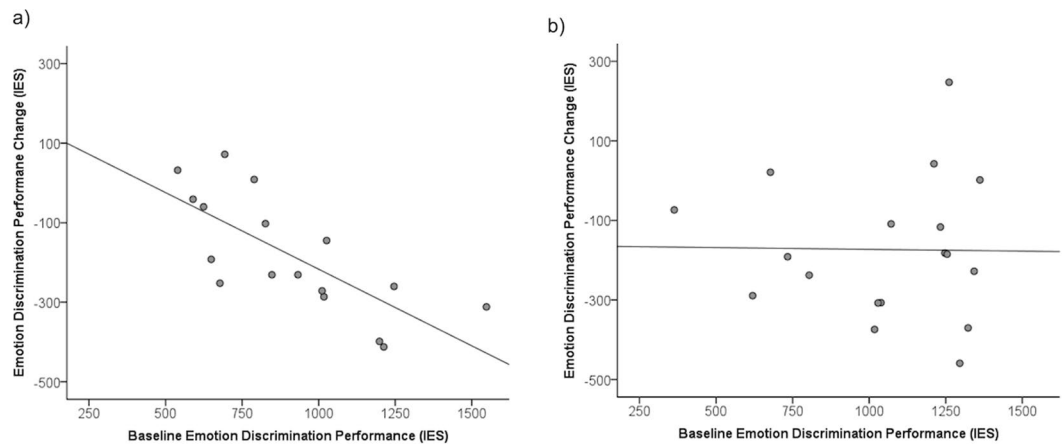 a)
Emotion Discrimination Performane Change (IES)
300
100
-100
-300
-500
250 500 750 1000 1250 1500
Baseline Emotion Discrimination Performance (IES)
b)
Emotion Discrimination Performance Change (IES)
300
100
-100
-300
-500
250 500 750 1000 1250 1500
Baseline Emotion Discrimination Performance (IES)